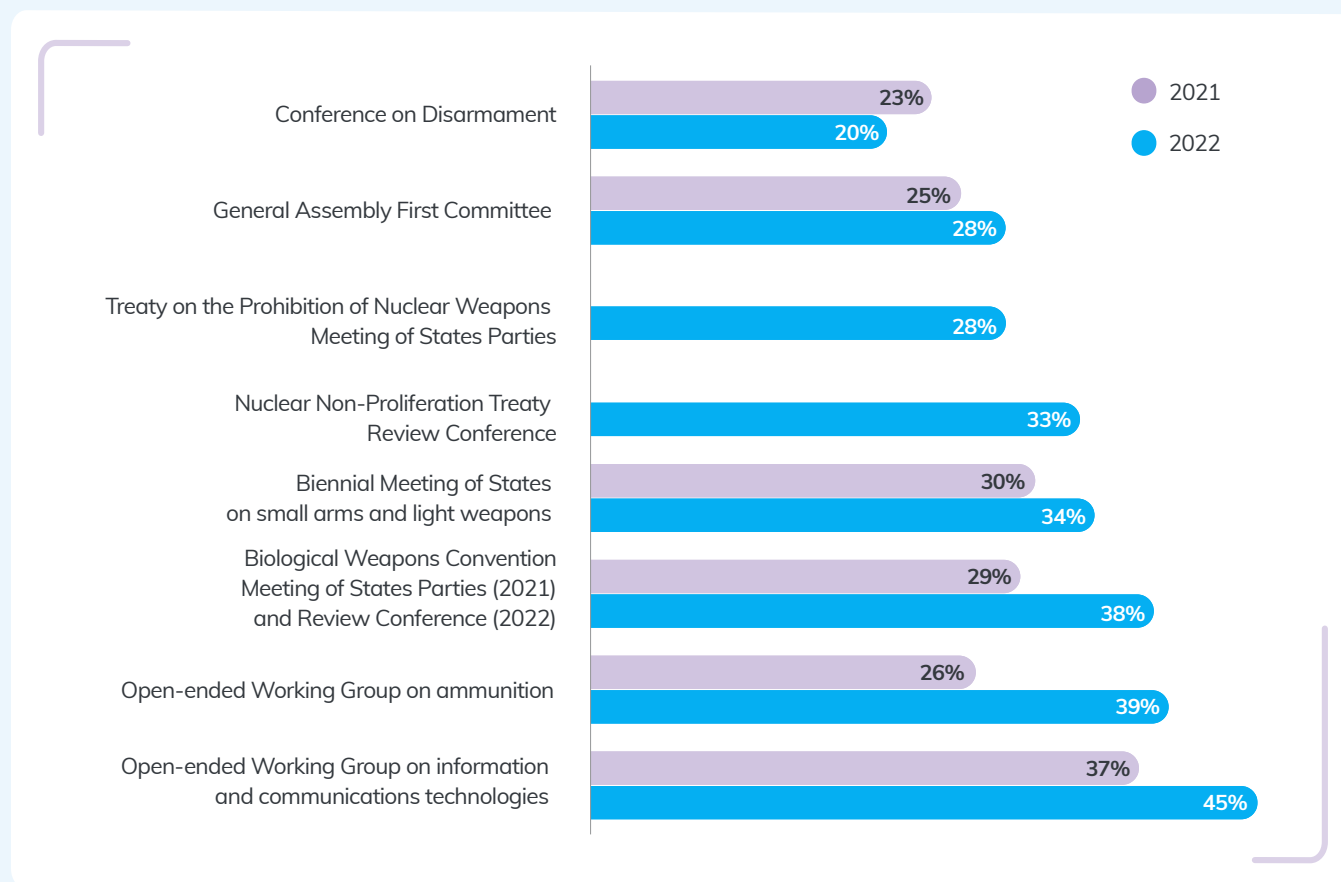 2021
2022
Conference on Disarmament
23%
20%
General Assembly First Committee
25%
28%
Treaty on the Prohibition of Nuclear Weapons
Meeting of States Parties
28%
Nuclear Non-Proliferation Treaty
Review Conference
33%
Biennial Meeting of States
on small arms and light weapons
30%
34%
Biological Weapons Convention
Meeting of States Parties (2021)
and Review Conference (2022)
29%
38%
Open-ended Working Group on ammunition
26%
39%
Open-ended Working Group on information
and communications technologies
37%
45%